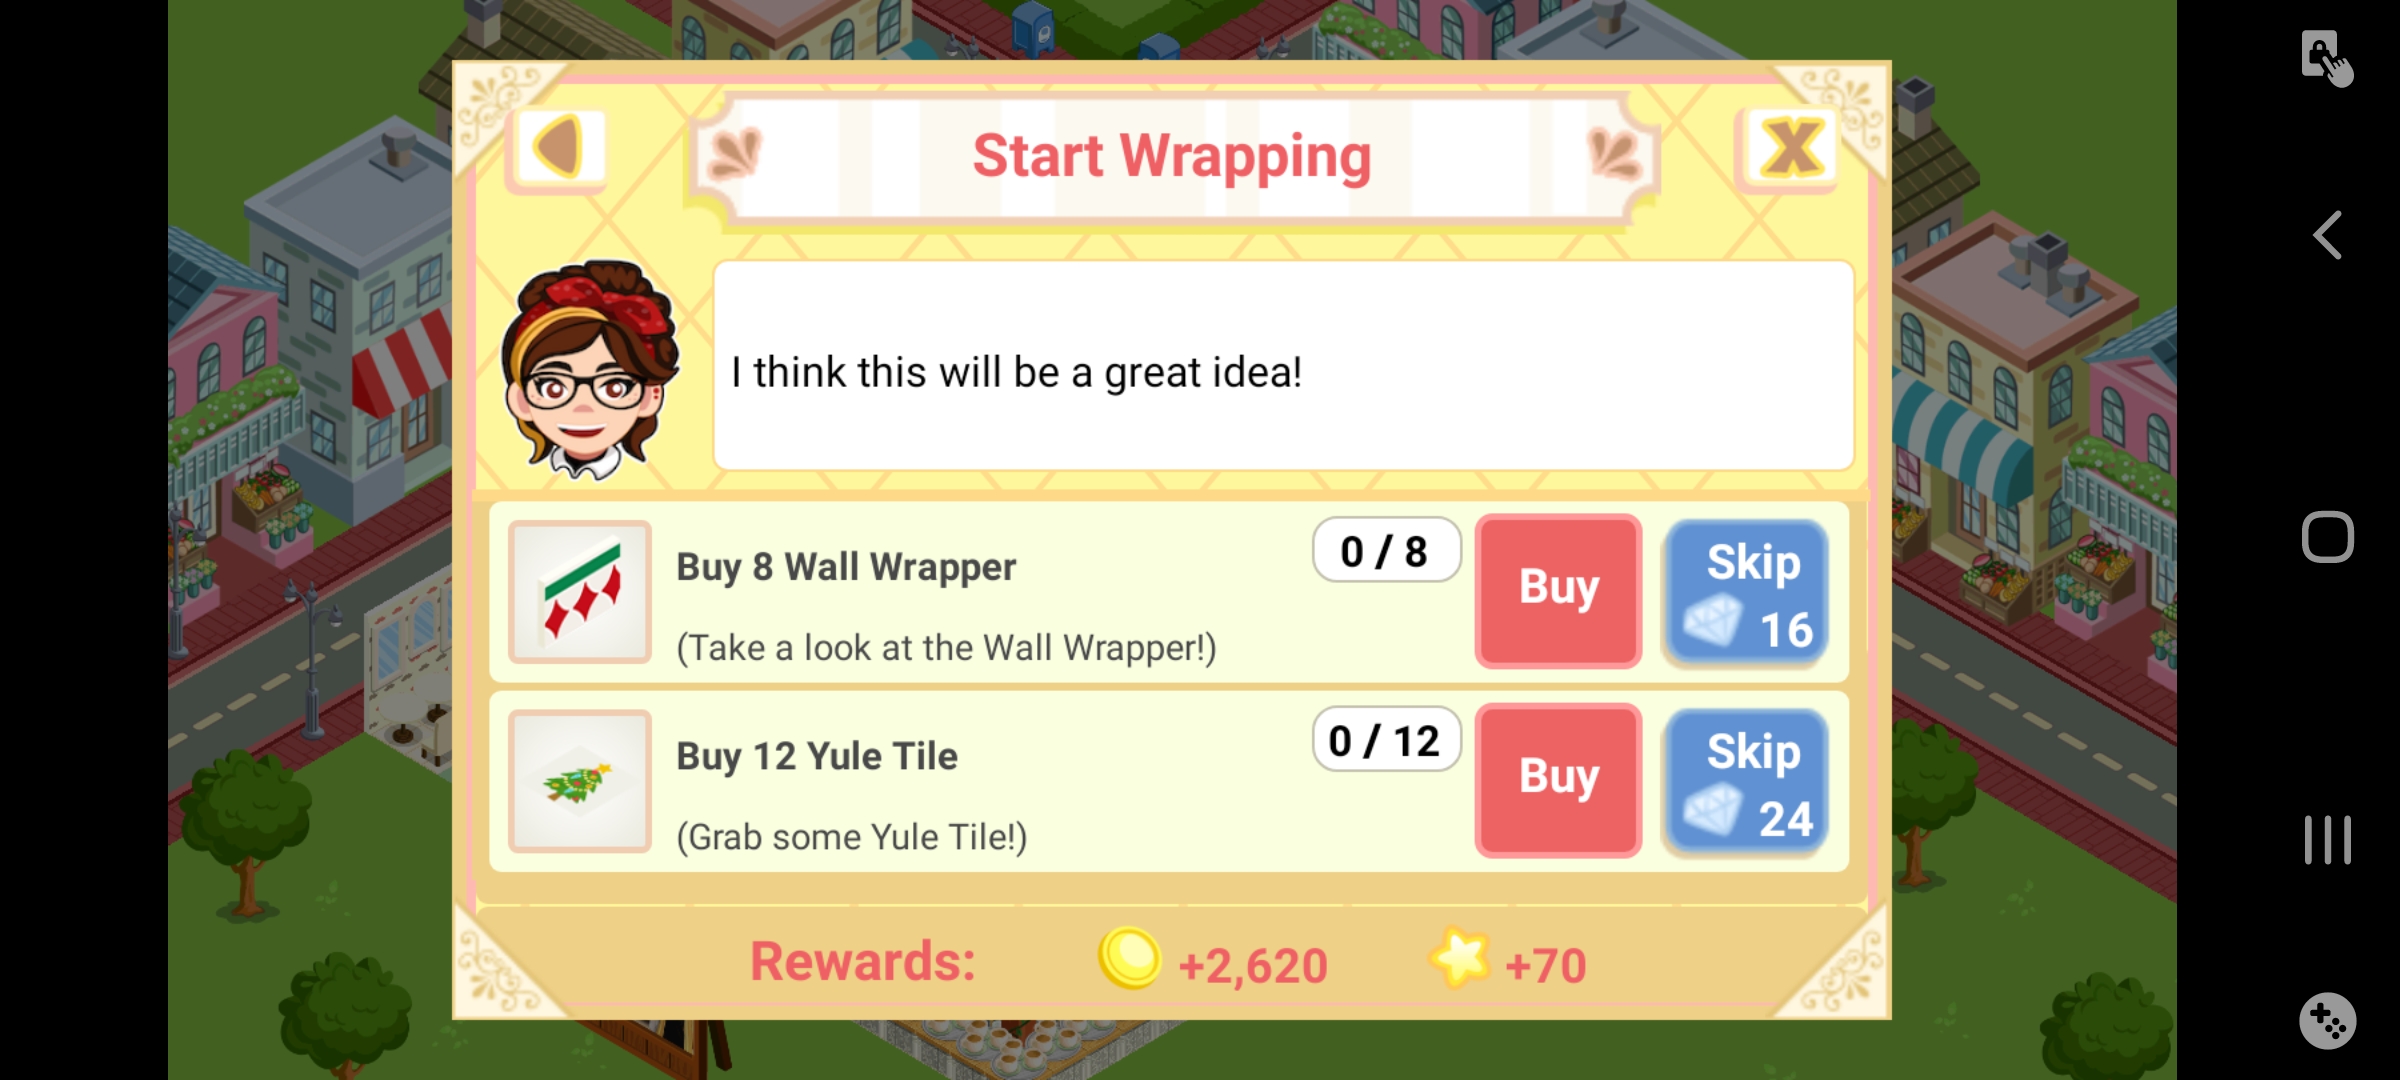 Start Wrapping
I think this will be a great idea!
Buy 8 Wall Wrapper
(Take a look at the Wall Wrapper!)
0 / 8
Buy
Skip
16
Buy 12 Yule Tile
(Grab some Yule Tile!)
0 / 12
Buy
Skip
24
Rewards: +2,620 +70